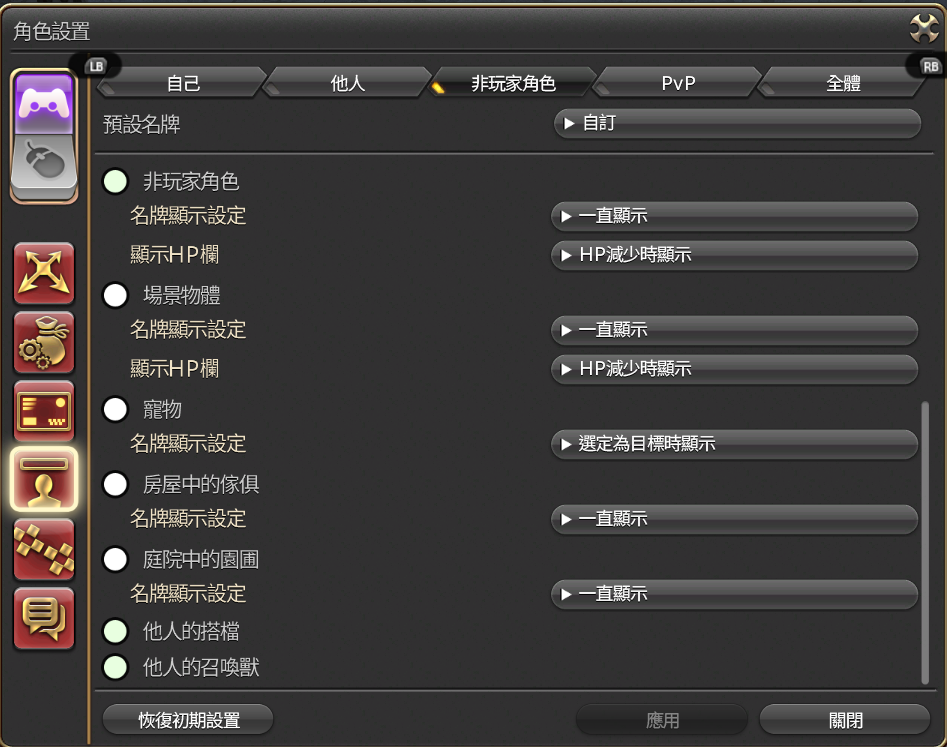 角色設置
LB
RB
自己 他人 非玩家角色 PvP 全體
預設名牌 ▶自訂
非玩家角色
名牌顯示設定 ▶一直顯示
顯示HP欄 ▶HP減少時顯示
場景物體
名牌顯示設定 ▶一直顯示
顯示HP欄 ▶HP減少時顯示
寵物
名牌顯示設定 ▶選定為目標時顯示
房屋中的傢俱
名牌顯示設定 ▶一直顯示
庭院中的園圃
名牌顯示設定 ▶一直顯示
他人的搭檔
他人的召喚獸
恢復初期設置 應用 關閉